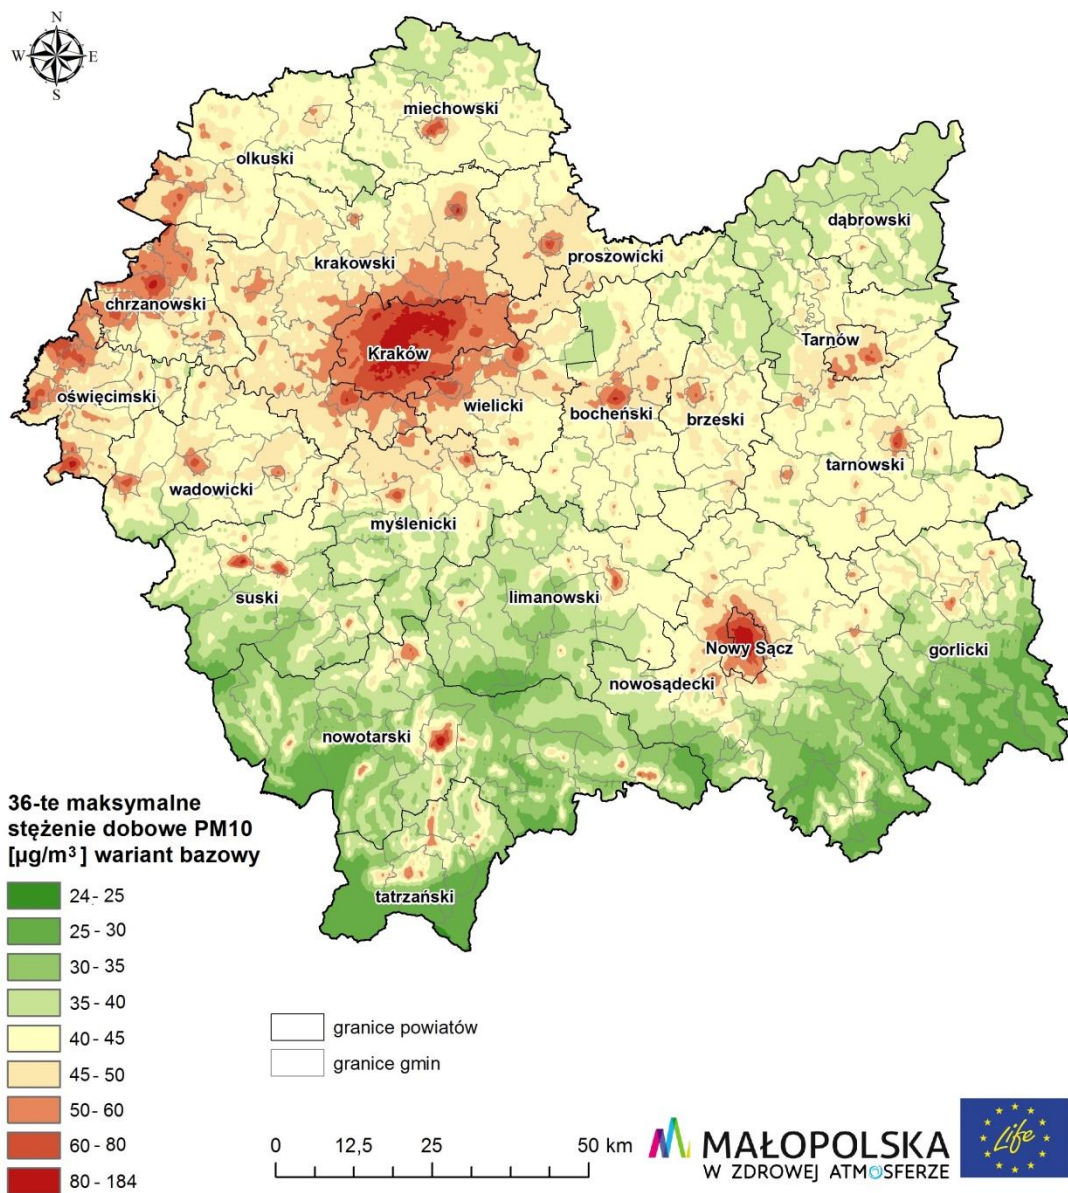 N
W E
S
miechowski
olkuski
dąbrowski
krakowski
proszowicki
chrzanowski
Tarnów
Kraków
oświęcimski
wielicki
bocheński
brzeski
tarnowski
wadowicki
myślenicki
suski
limanowski
Nowy Sącz
gorlicki
nowosądecki
nowotarski
tatrzański
36-te maksymalne
stężenie dobowe PM10
[µg/m³ ] wariant bazowy
24 - 25
25 - 30
30 - 35
35 - 40
40 - 45
45 - 50
50 - 60
60 - 80
80 - 184
granice powiatów
granice gmin
0 12,5 25 50 km
MAŁOPOLSKA
W ZDROWEJ ATMOSFERZE
Life